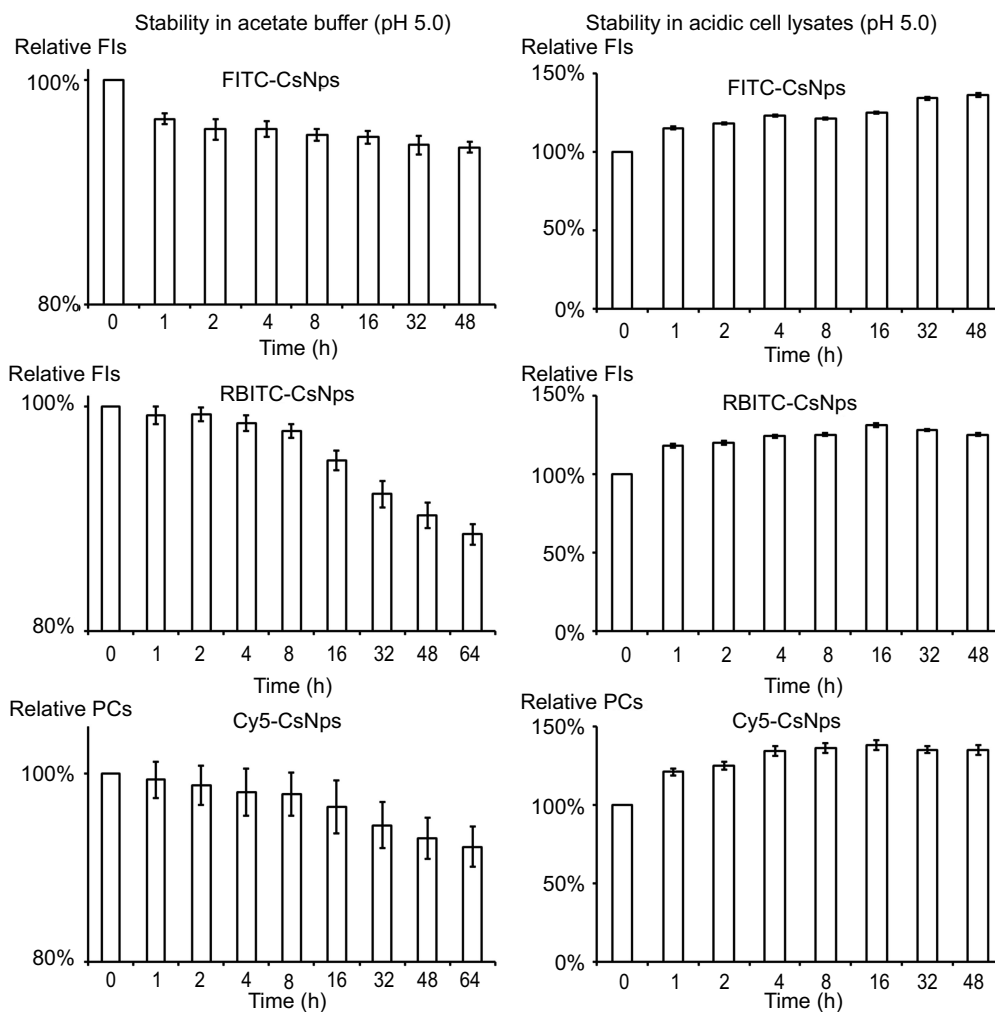 Stability in acetate buffer (pH 5.0)
Relative FIs
FITC-CsNps
100%
80%
0 1 2 4 8 16 32 48
Time (h)
Stability in acidic cell lysates (pH 5.0)
Relative FIs
150%
FITC-CsNps
100%
50%
0%
0 1 2 4 8 16 32 48
Time (h)
Relative FIs
RBITC-CsNps
100%
80%
0 1 2 4 8 16 32 48 64
Time (h)
Relative FIs
150%
RBITC-CsNps
100%
50%
0%
0 1 2 4 8 16 32 48
Time (h)
Relative PCs
Cy5-CsNps
100%
80%
0 1 2 4 8 16 32 48 64
Time (h)
Relative PCs
150%
Cy5-CsNps
100%
50%
0%
0 1 2 4 8 16 32 48
Time (h)